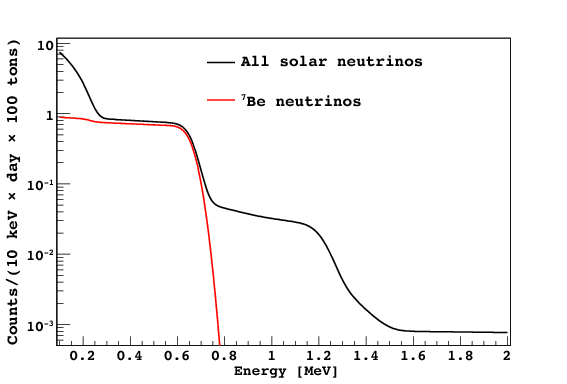 10
1
10⁻¹
10⁻²
10⁻³
Counts/(10 keV × day × 100 tons)
All solar neutrinos
⁷Be neutrinos
0.2 0.4 0.6 0.8 1 1.2 1.4 1.6 1.8 2
Energy [MeV]